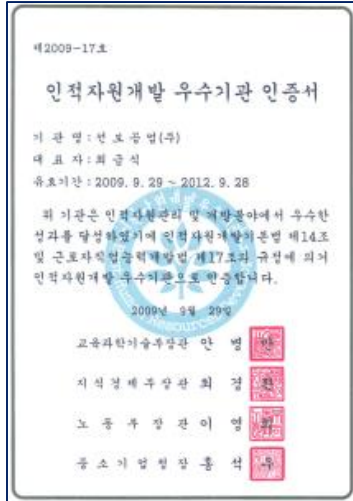 제2009-17호
인적자원개발 우수기관 인증서
기 관 명 : 선보공업(주)
대 표 자 : 최금식
유효기간 : 2009. 9. 29 ~ 2012. 9. 28
위 기관은 인적자원관리 및 개발분야에서 우수한
성과를 달성하였기에 인적자원개발기본법 제14조
및 근로자직업능력개발법 제17조의 규정에 의거
인적자원개발 우수기관으로 인증합니다.
2009년 9월 29일
교육과학기술부장관 안 병 만
지식경제부장관 최 경 환
노 동 부 장 관 이 영 희
중소기업청장 홍 석 우
Human Resources